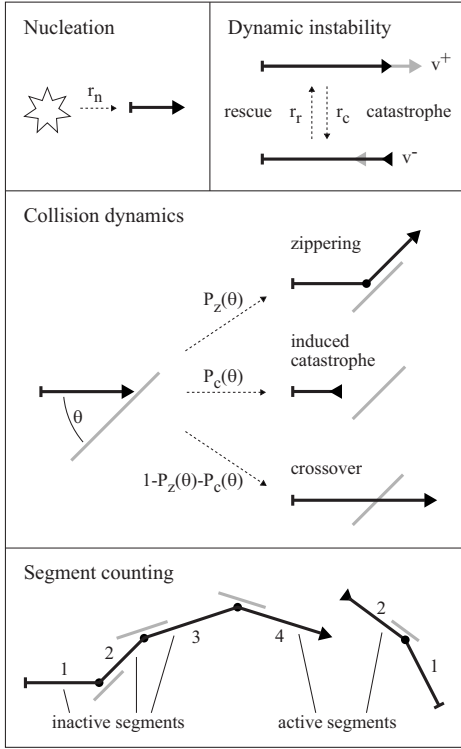 Nucleation
r_n
Dynamic instability
v⁺
rescue r_r r_c catastrophe
v⁻
Collision dynamics
zippering
P_z(θ)
induced
catastrophe
P_c(θ)
θ
crossover
1-P_z(θ)-P_c(θ)
Segment counting
1 2 3 4
2 1
inactive segments
active segments